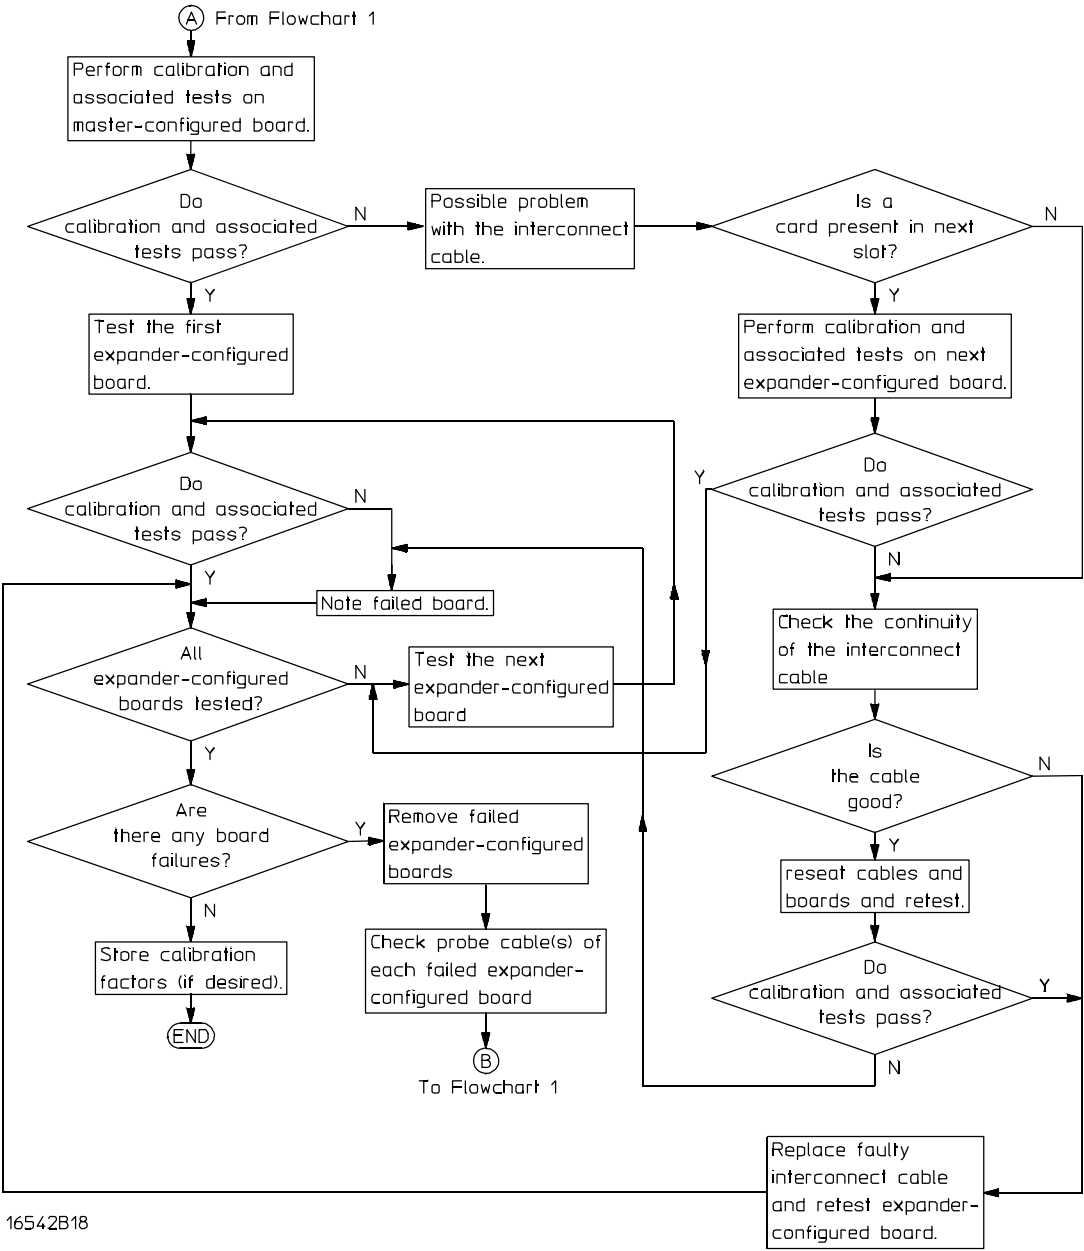 A From Flowchart 1
Perform calibration and
associated tests on
master-configured board.
Do
calibration and associated
tests pass?
N
Y
Possible problem
with the interconnect
cable.
Is a
card present in next
slot?
N
Y
Test the first
expander-configured
board.
Perform calibration and
associated tests on next
expander-configured board.
Do
calibration and associated
tests pass?
N
Y
Do
calibration and associated
tests pass?
Y
N
Note failed board.
All
expander-configured
boards tested?
N
Y
Test the next
expander-configured
board
Check the continuity
of the interconnect
cable
Is
the cable
good?
N
Y
Are
there any board
failures?
Y
N
Remove failed
expander-configured
boards
reseat cables and
boards and retest.
Store calibration
factors (if desired).
END
Check probe cable(s) of
each failed expander-
configured board
B
To Flowchart 1
Do
calibration and associated
tests pass?
Y
N
Replace faulty
interconnect cable
and retest expander-
configured board.
16542B18